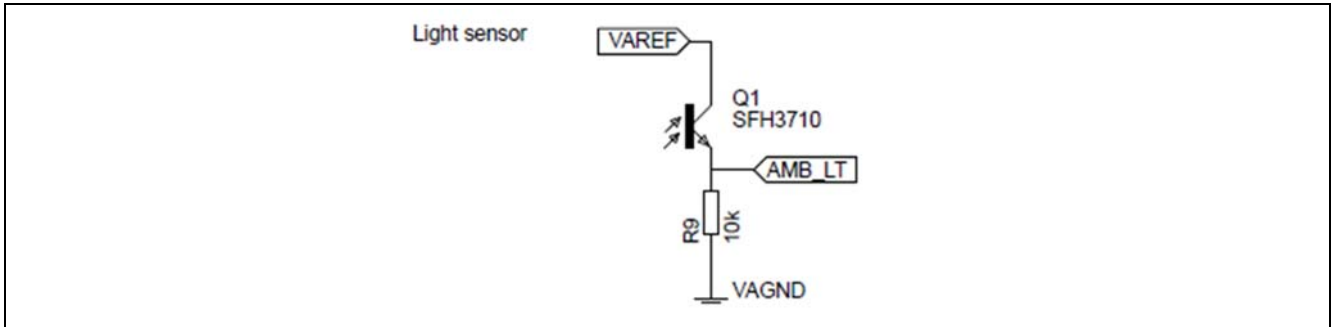 Light sensor
VAREF
Q1
SFH3710
AMB_LT
R9
10k
VAGND